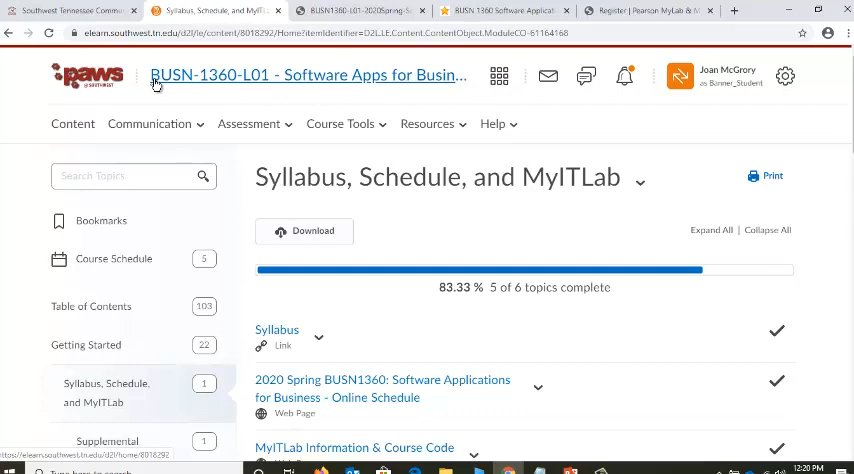 Southwest Tennessee Commu
Syllabus, Schedule, and MyITL
BUSN1360-L01-2020Spring-S
BUSN 1360 Software Applicat
Register | Pearson MyLab & M
elearn.southwest.tn.edu/d2l/le/content/8018292/Home?itemIdentifier=D2L.LE.Content.ContentObject.ModuleCO-61164168
paws
@SOUTHWEST
BUSN-1360-L01 - Software Apps for Busin...
Joan McGrory
as Banner_Student
Content
Communication
Assessment
Course Tools
Resources
Help
Search Topics
Syllabus, Schedule, and MyITLab
Print
Bookmarks
Download
Expand All | Collapse All
Course Schedule
5
83.33 % 5 of 6 topics complete
Table of Contents
103
Syllabus
Link
Getting Started
22
Syllabus, Schedule,
and MyITLab
1
2020 Spring BUSN1360: Software Applications
for Business - Online Schedule
Web Page
Supplemental
1
MyITLab Information & Course Code
https://elearn.southwest.tn.edu/d2l/home/8018292
Type here to search
12:20 PM